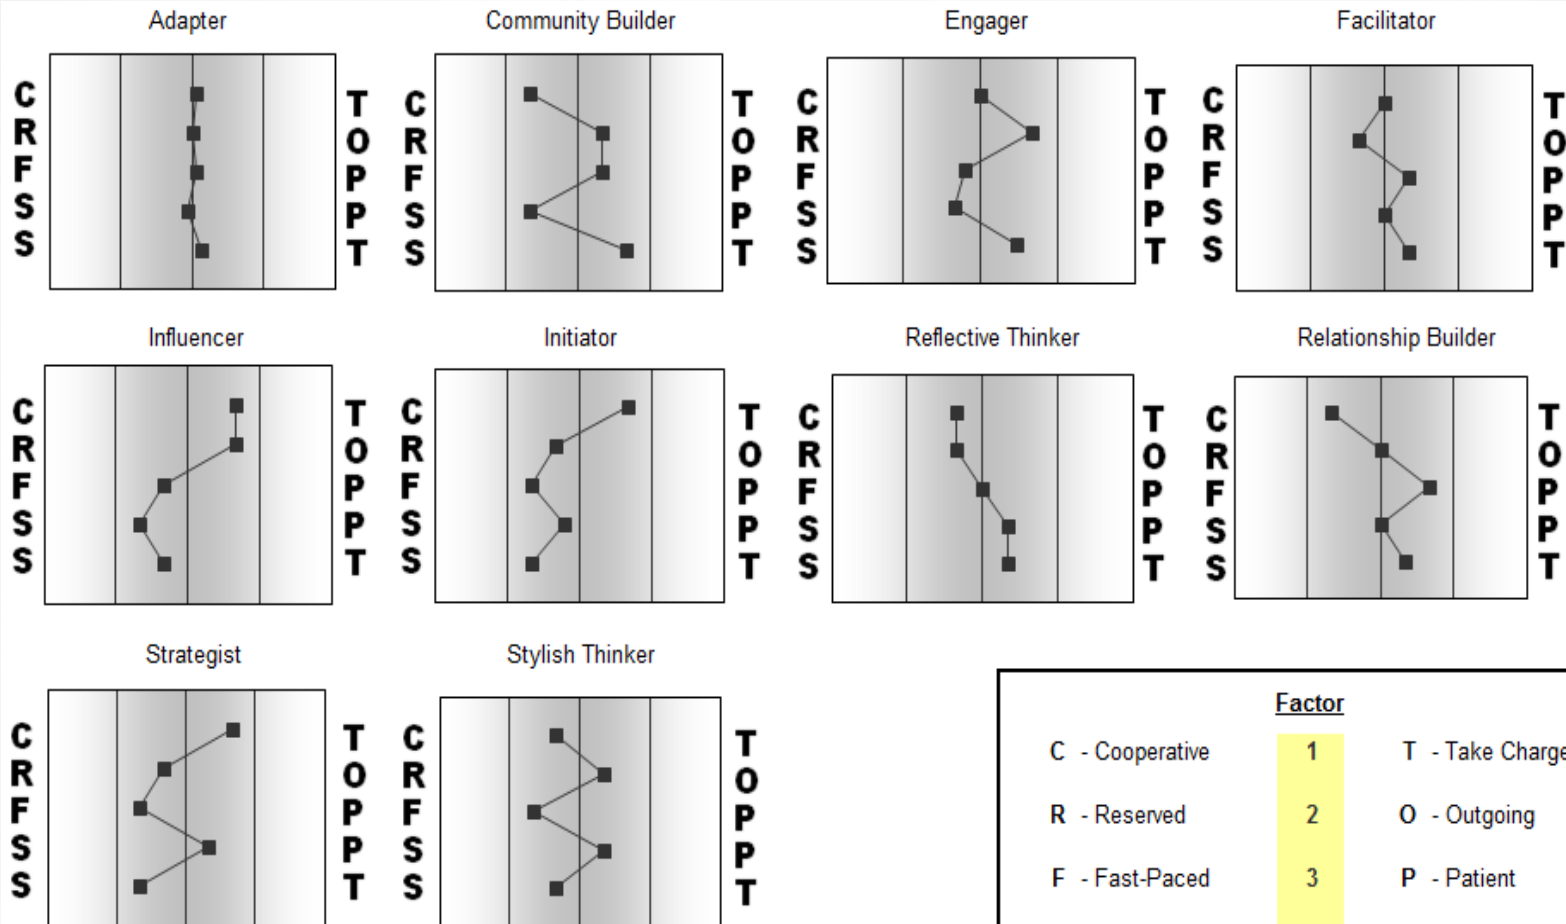 Adapter
C T
R O
F P
S P
S T
Community Builder
C T
R O
F P
S P
S T
Engager
C T
R O
F P
S P
S T
Facilitator
C T
R O
F P
S P
S T
Influencer
C T
R O
F P
S P
S T
Initiator
C T
R O
F P
S P
S T
Reflective Thinker
C T
R O
F P
S P
S T
Relationship Builder
C T
R O
F P
S P
S T
Strategist
C T
R O
F P
S P
S T
Stylish Thinker
C T
R O
F P
S P
S T
Factor
C - Cooperative 1 T - Take Charge
R - Reserved 2 O - Outgoing
F - Fast-Paced 3 P - Patient